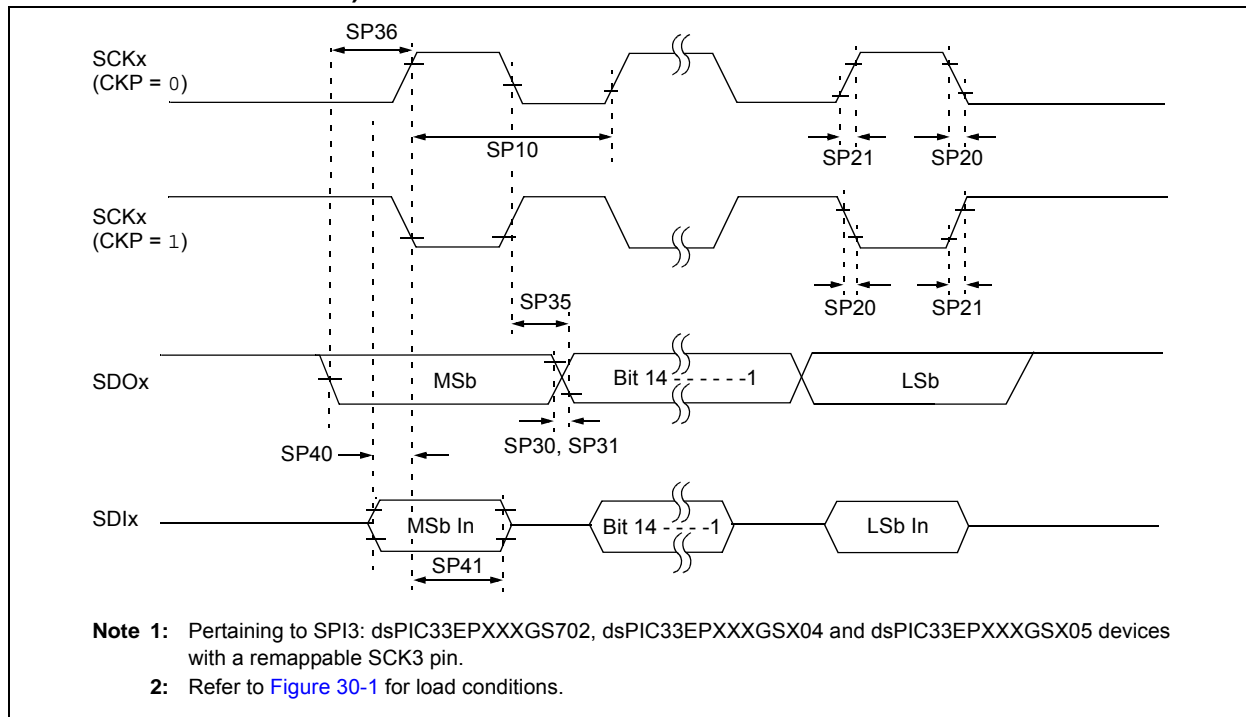 SP36
SCKx
(CKP = 0)
SP10
SP21
SP20
SCKx
(CKP = 1)
SP35
SP20
SP21
SDOx
MSb
Bit 14 - - - - - -1
LSb
SP30, SP31
SP40
SDIx
MSb In
Bit 14 - - - -1
LSb In
SP41
Note 1: Pertaining to SPI3: dsPIC33EPXXXGS702, dsPIC33EPXXXGSX04 and dsPIC33EPXXXGSX05 devices
with a remappable SCK3 pin.
2: Refer to Figure 30-1 for load conditions.